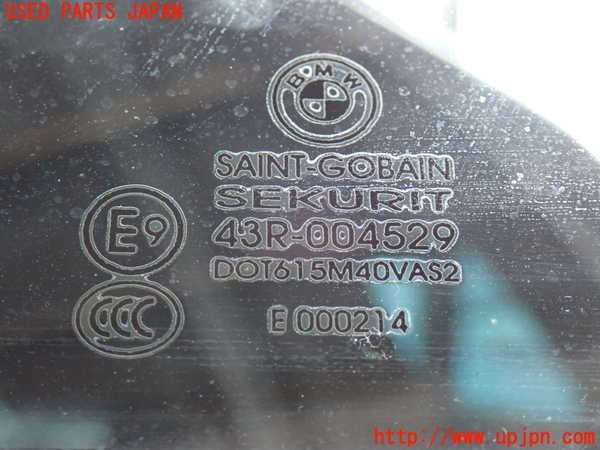 USED PARTS JAPAN
BMW
SAINT-GOBAIN
SEKURIT
E9
43R-004529
DOT615M40VAS2
CCC
E 000214
http://www.upjpn.com/